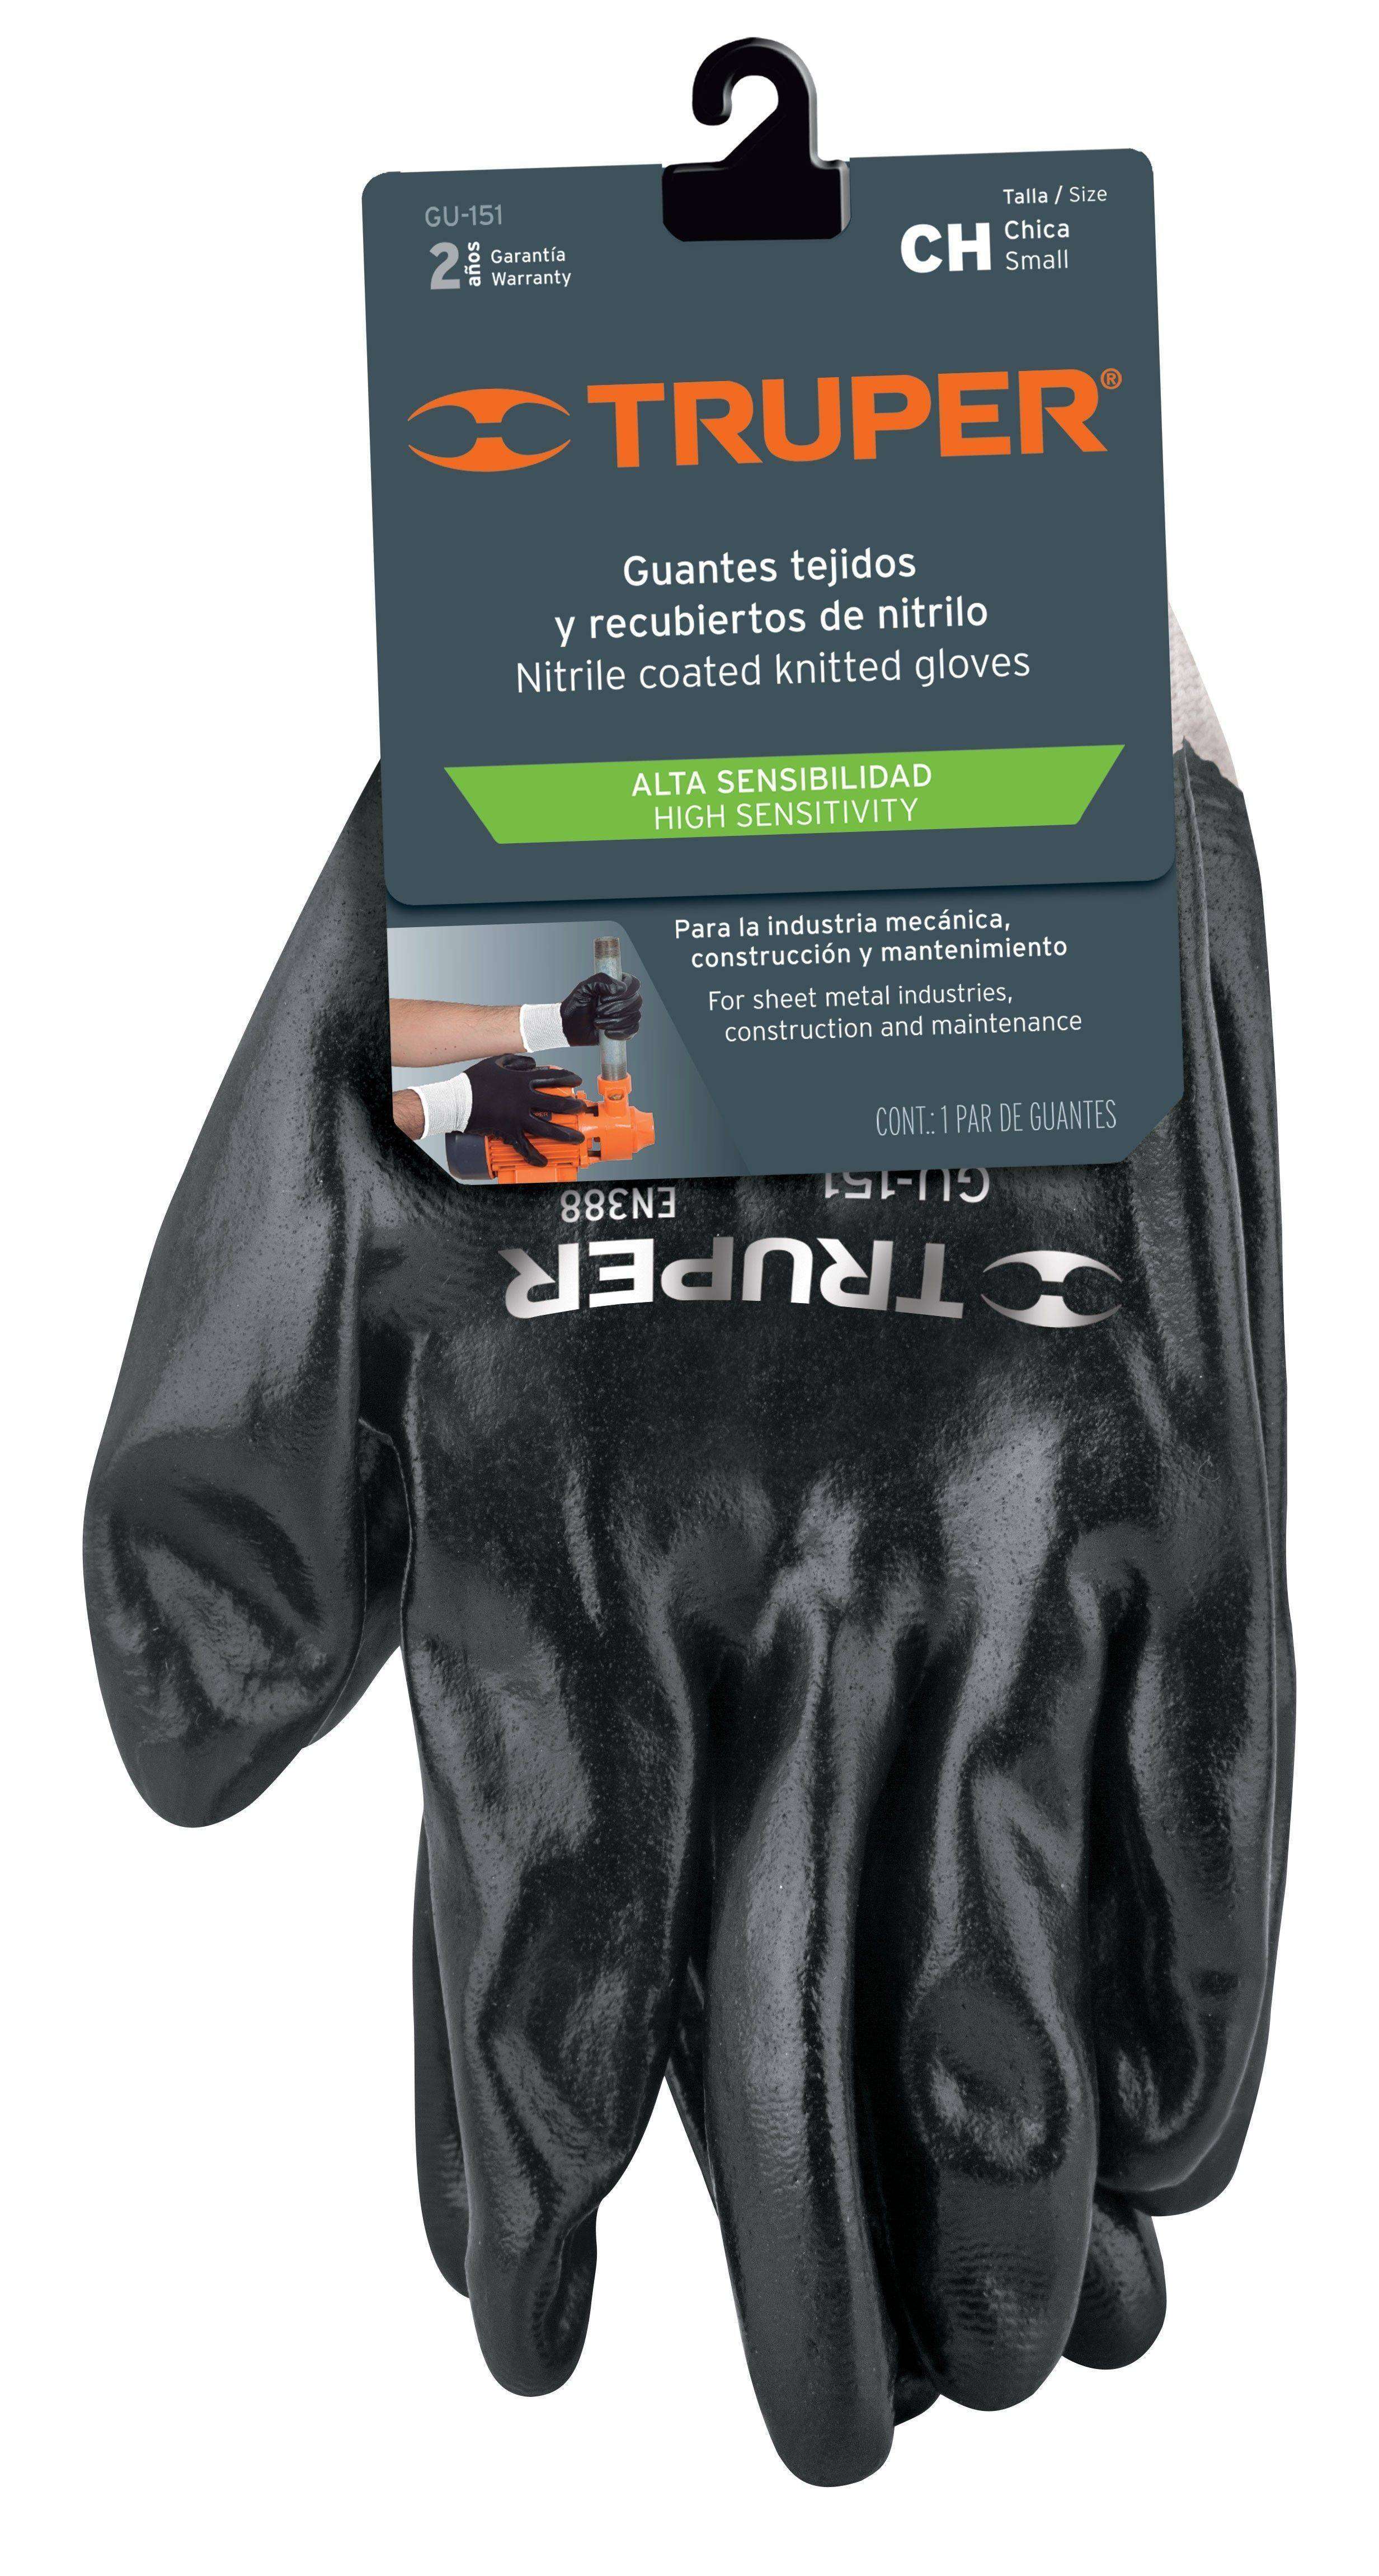 GU-151
2 años Garantía
Warranty
Talla / Size
CH Chica
Small
TRUPER®
Guantes tejidos
y recubiertos de nitrilo
Nitrile coated knitted gloves
ALTA SENSIBILIDAD
HIGH SENSITIVITY
Para la industria mecánica,
construcción y mantenimiento
For sheet metal industries,
construction and maintenance
CONT.: 1 PAR DE GUANTES
GU-151
EN388
TRUPER